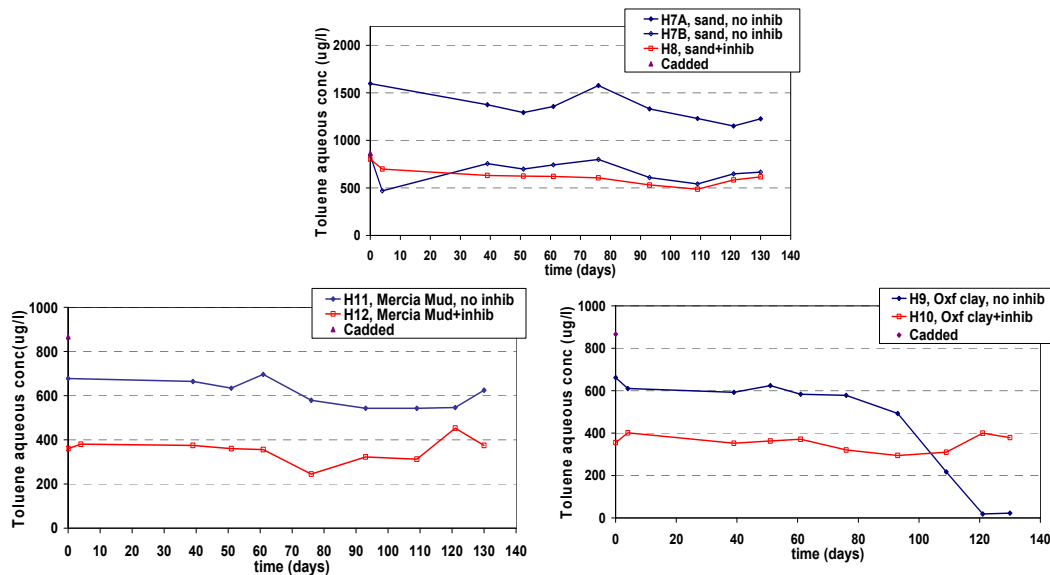 H7A, sand, no inhib
H7B, sand, no inhib
H8, sand+inhib
Cadded
Toluene aqueous conc (ug/l)
2000
1500
1000
500
0
0 10 20 30 40 50 60 70 80 90 100 110 120 130 140
time (days)
H11, Mercia Mud, no inhib
H12, Mercia Mud+inhib
Cadded
Toluene aqueous conc(ug/l)
1000
800
600
400
200
0
0 10 20 30 40 50 60 70 80 90 100 110 120 130 140
time (days)
H9, Oxf clay, no inhib
H10, Oxf clay+inhib
Cadded
Toluene aqueous conc (ug/l)
1000
800
600
400
200
0
0 20 40 60 80 100 120 140
time (days)